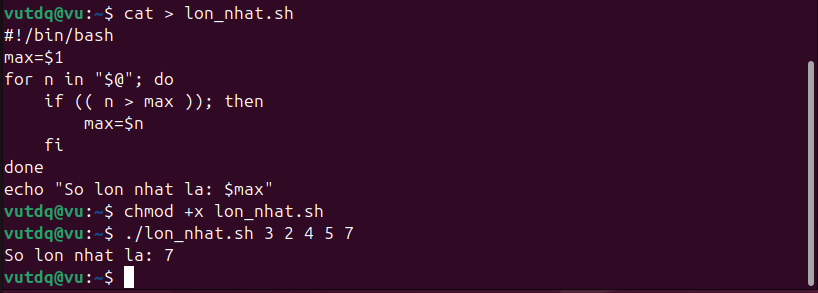 vutdq@vu:~$ cat > lon_nhat.sh
#!/bin/bash
max=$1
for n in "$@"; do
    if (( n > max )); then
        max=$n
    fi
done
echo "So lon nhat la: $max"
vutdq@vu:~$ chmod +x lon_nhat.sh
vutdq@vu:~$ ./lon_nhat.sh 3 2 4 5 7
So lon nhat la: 7
vutdq@vu:~$